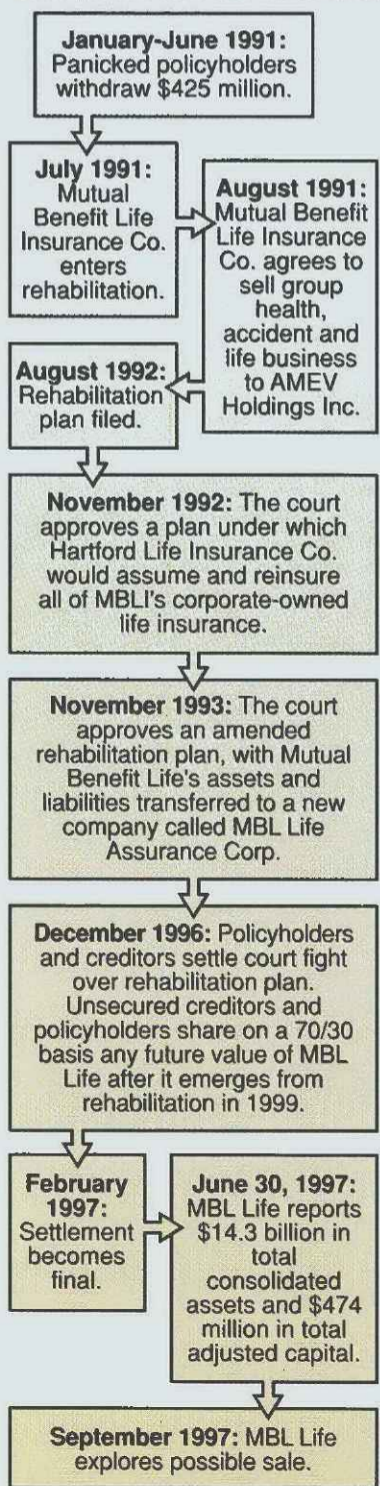 January-June 1991:
Panicked policyholders
withdraw $425 million.
July 1991:
Mutual
Benefit Life
Insurance Co.
enters
rehabilitation.
August 1991:
Mutual Benefit
Life Insurance
Co. agrees to
sell group
health,
accident and
life business
to AMEV
Holdings Inc.
August 1992:
Rehabilitation
plan filed.
November 1992: The court
approves a plan under which
Hartford Life Insurance Co.
would assume and reinsure
all of MBLI's corporate-owned
life insurance.
November 1993: The court
approves an amended
rehabilitation plan, with Mutual
Benefit Life's assets and
liabilities transferred to a new
company called MBL Life
Assurance Corp.
December 1996: Policyholders
and creditors settle court fight
over rehabilitation plan.
Unsecured creditors and
policyholders share on a 70/30
basis any future value of MBL
Life after it emerges from
rehabilitation in 1999.
February
1997:
Settlement
becomes
final.
June 30, 1997:
MBL Life reports
$14.3 billion in
total
consolidated
assets and $474
million in total
adjusted capital.
September 1997: MBL Life
explores possible sale.